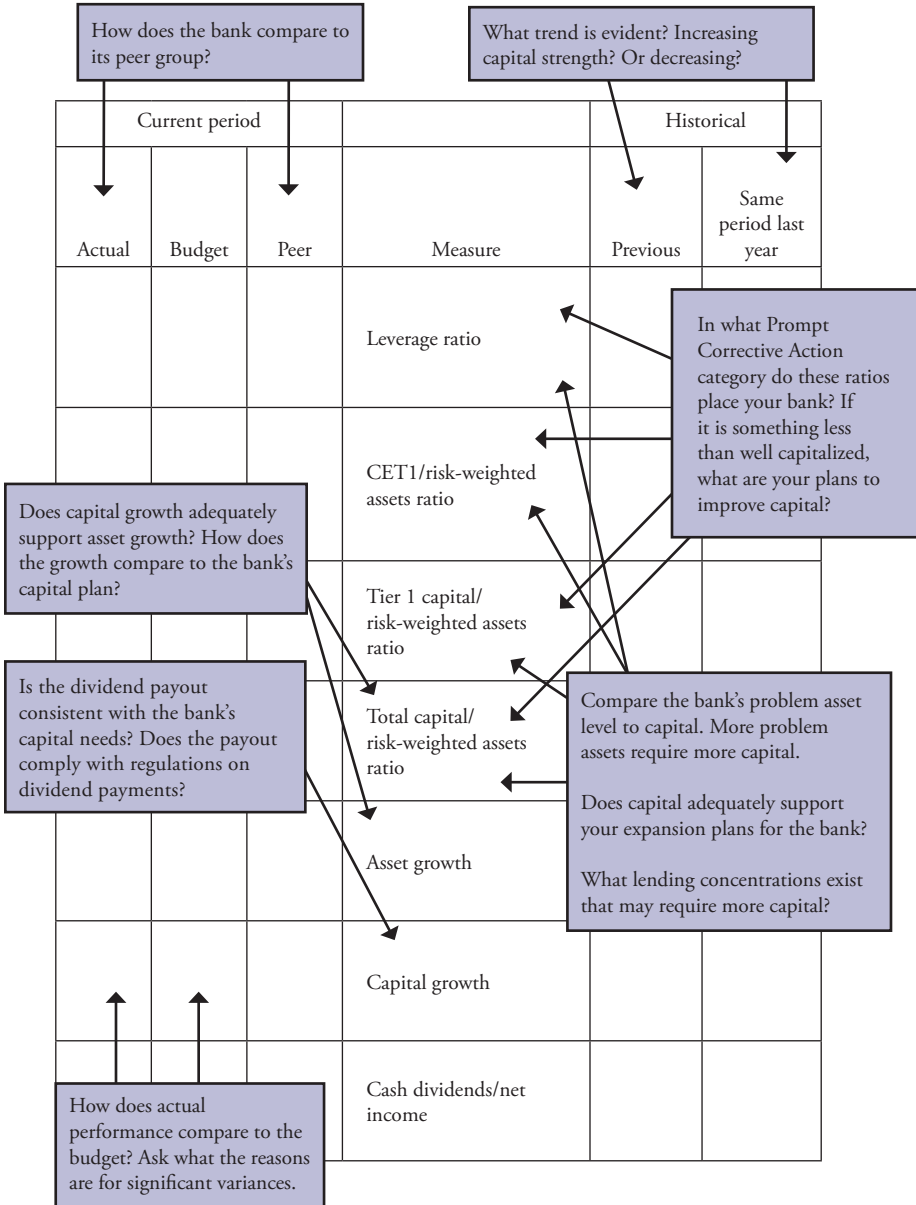 How does the bank compare to
its peer group?
What trend is evident? Increasing
capital strength? Or decreasing?
Current period
Historical
Actual
Budget
Peer
Measure
Previous
Same
period last
year
Leverage ratio
In what Prompt
Corrective Action
category do these ratios
place your bank? If
it is something less
than well capitalized,
what are your plans to
improve capital?
CET1/risk-weighted
assets ratio
Does capital growth adequately
support asset growth? How does
the growth compare to the bank’s
capital plan?
Tier 1 capital/
risk-weighted assets
ratio
Is the dividend payout
consistent with the bank’s
capital needs? Does the payout
comply with regulations on
dividend payments?
Total capital/
risk-weighted assets
ratio
Compare the bank’s problem asset
level to capital. More problem
assets require more capital.
Does capital adequately support
your expansion plans for the bank?
What lending concentrations exist
that may require more capital?
Asset growth
Capital growth
Cash dividends/net
income
How does actual
performance compare to the
budget? Ask what the reasons
are for significant variances.